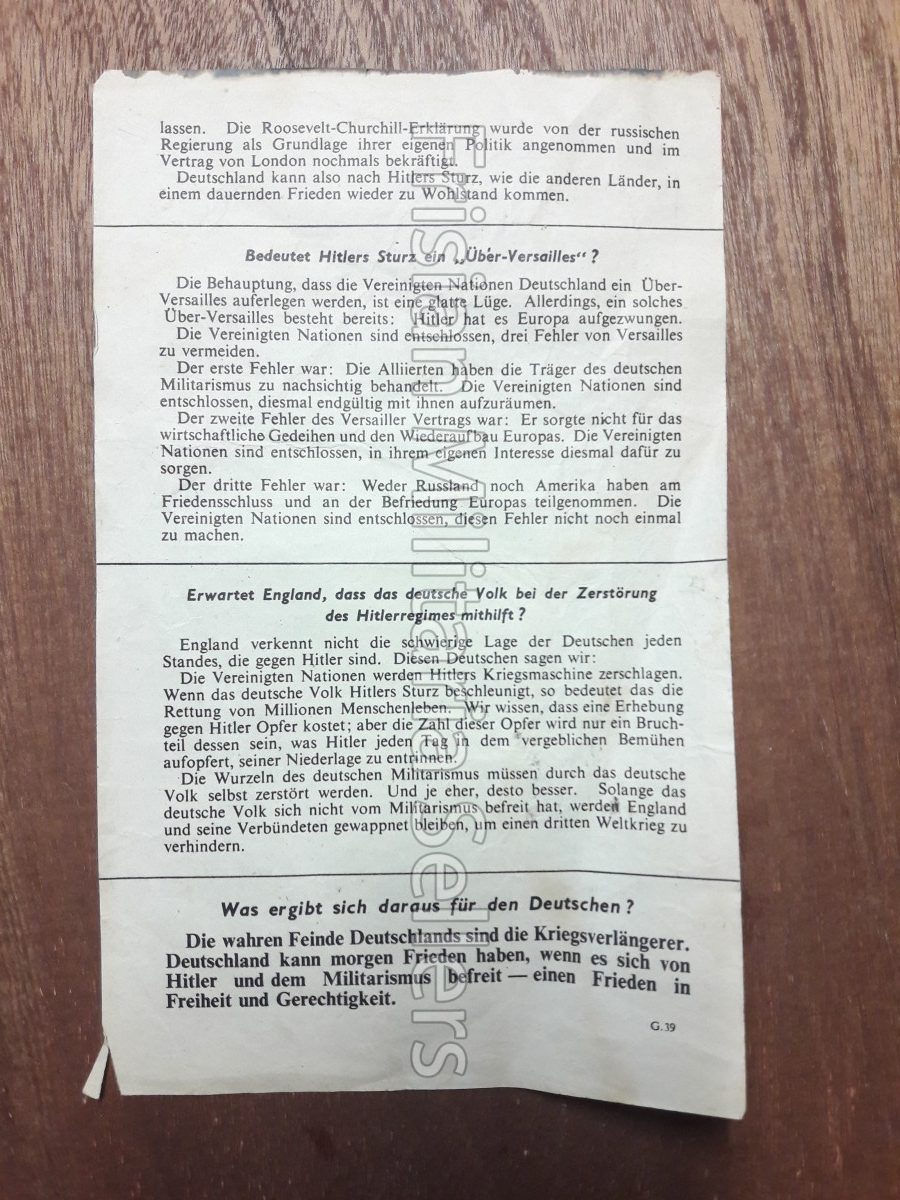 lassen. Die Roosevelt-Churchill-Erklärung wurde von der russischen
Regierung als Grundlage ihrer eigenen Politik angenommen und im
Vertrag von London nochmals bekräftigt.
Deutschland kann also nach Hitlers Sturz, wie die anderen Länder, in
einem dauernden Frieden wieder zu Wohlstand kommen.
Bedeutet Hitlers Sturz ein „Über-Versailles“ ?
Die Behauptung, dass die Vereinigten Nationen Deutschland ein Über-
Versailles auferlegen werden, ist eine glatte Lüge. Allerdings, ein solches
Über-Versailles besteht bereits: Hitler hat es Europa aufgezwungen.
Die Vereinigten Nationen sind entschlossen, drei Fehler von Versailles
zu vermeiden.
Der erste Fehler war: Die Alliierten haben die Träger des deutschen
Militarismus zu nachsichtig behandelt. Die Vereinigten Nationen sind
entschlossen, diesmal endgültig mit ihnen aufzuräumen.
Der zweite Fehler des Versailler Vertrags war: Er sorgte nicht für das
wirtschaftliche Gedeihen und den Wiederaufbau Europas. Die Vereinigten
Nationen sind entschlossen, in ihrem eigenen Interesse diesmal dafür zu
sorgen.
Der dritte Fehler war: Weder Russland noch Amerika haben am
Friedensschluss und an der Befriedung Europas teilgenommen. Die
Vereinigten Nationen sind entschlossen, diesen Fehler nicht noch einmal
zu machen.
Erwartet England, dass das deutsche Volk bei der Zerstörung
des Hitlerregimes mithilft ?
England verkennt nicht die schwierige Lage der Deutschen jeden
Standes, die gegen Hitler sind. Diesen Deutschen sagen wir:
Die Vereinigten Nationen werden Hitlers Kriegsmaschine zerschlagen.
Wenn das deutsche Volk Hitlers Sturz beschleunigt, so bedeutet das die
Rettung von Millionen Menschenleben. Wir wissen, dass eine Erhebung
gegen Hitler Opfer kostet; aber die Zahl dieser Opfer wird nur ein Bruch-
teil dessen sein, was Hitler jeden Tag in dem vergeblichen Bemühen
aufopfert, seiner Niederlage zu entrinnen.
Die Wurzeln des deutschen Militarismus müssen durch das deutsche
Volk selbst zerstört werden. Und je eher, desto besser. Solange das
deutsche Volk sich nicht vom Militarismus befreit hat, werden England
und seine Verbündeten gewappnet bleiben, um einen dritten Weltkrieg zu
verhindern.
Was ergibt sich daraus für den Deutschen ?
Die wahren Feinde Deutschlands sind die Kriegsverlängerer.
Deutschland kann morgen Frieden haben, wenn es sich von
Hitler und dem Militarismus befreit — einen Frieden in
Freiheit und Gerechtigkeit.
G.39
Frisian Militaria Sellers